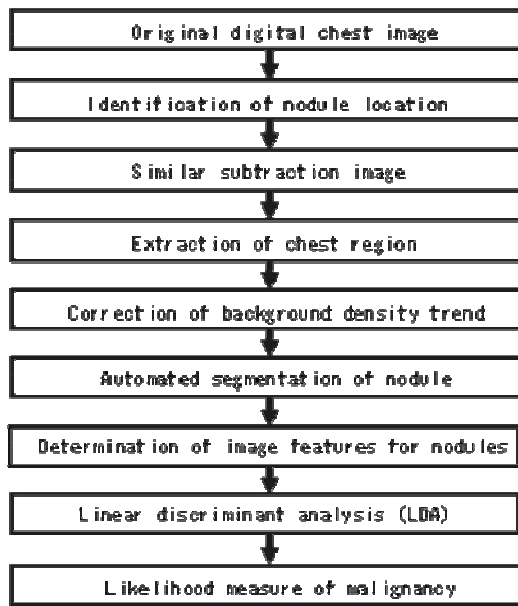 Original digital chest image
Identification of nodule location
Similar subtraction image
Extraction of chest region
Correction of background density trend
Automated segmentation of nodule
Determination of image features for nodules
Linear discriminant analysis (LDA)
Likelihood measure of malignancy